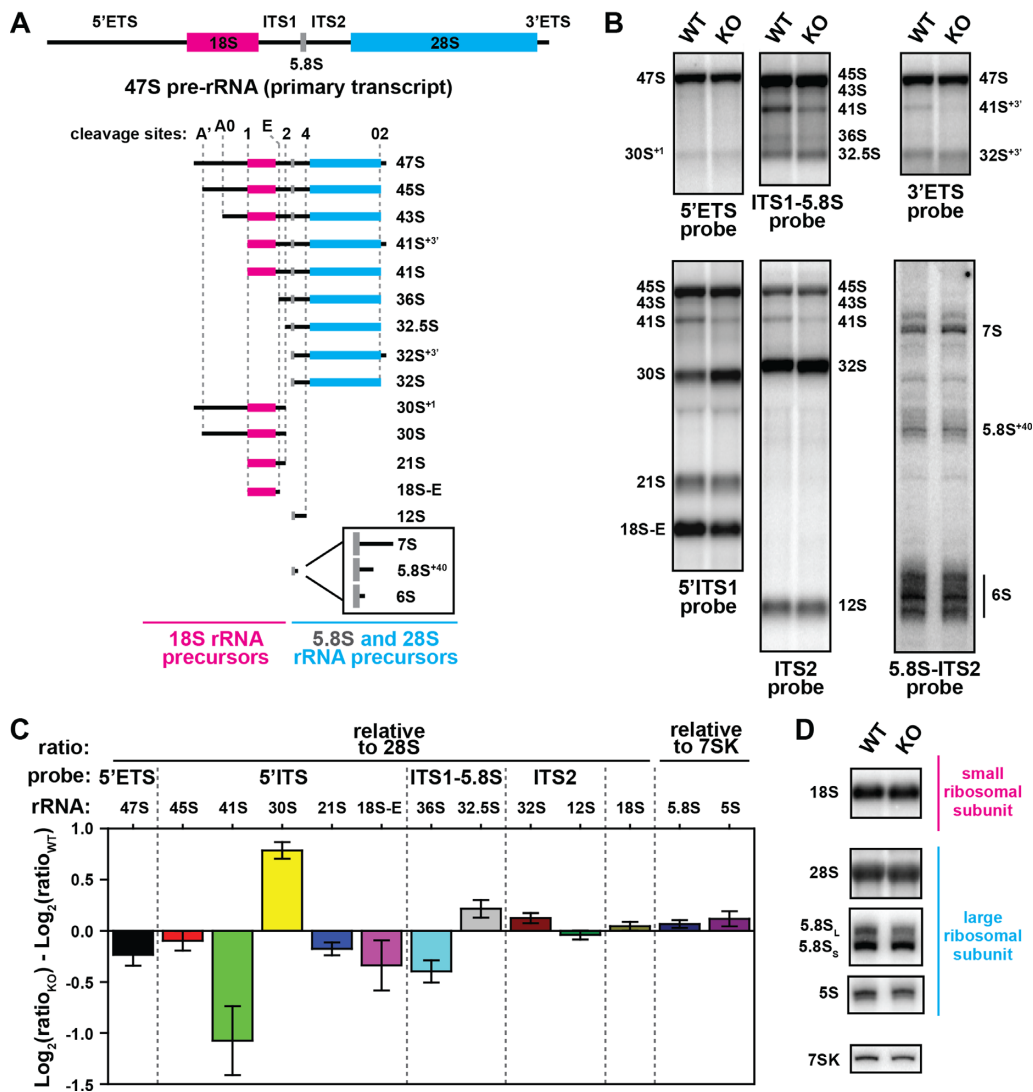 A
5'ETS ITS1 ITS2 3'ETS
18S 28S
5.8S
47S pre-rRNA (primary transcript)
cleavage sites: A' A0 1 E 2 4 02
47S
45S
43S
41S+3'
41S
36S
32.5S
32S+3'
32S
30S+1
30S
21S
18S-E
12S
7S
5.8S+40
6S
18S rRNA
precursors
5.8S and 28S
rRNA precursors
B
WT KO
47S
30S+1
5'ETS
probe
WT KO
45S
43S
41S
36S
32.5S
ITS1-5.8S
probe
WT KO
47S
41S+3'
32S+3'
3'ETS
probe
45S
43S
41S
30S
21S
18S-E
5'ITS1
probe
45S
43S
41S
32S
12S
ITS2
probe
7S
5.8S+40
6S
5.8S-ITS2
probe
C
ratio: relative to 28S relative to 7SK
probe: 5'ETS 5'ITS ITS1-5.8S ITS2
rRNA: 47S 45S 41S 30S 21S 18S-E 36S 32.5S 32S 12S 18S 5.8S 5S
1.0
0.5
0.0
-0.5
-1.0
-1.5
Log2(ratioKO) - Log2(ratioWT)
D
WT KO
18S
small
ribosomal
subunit
28S
5.8SL
5.8SS
5S
large
ribosomal
subunit
7SK